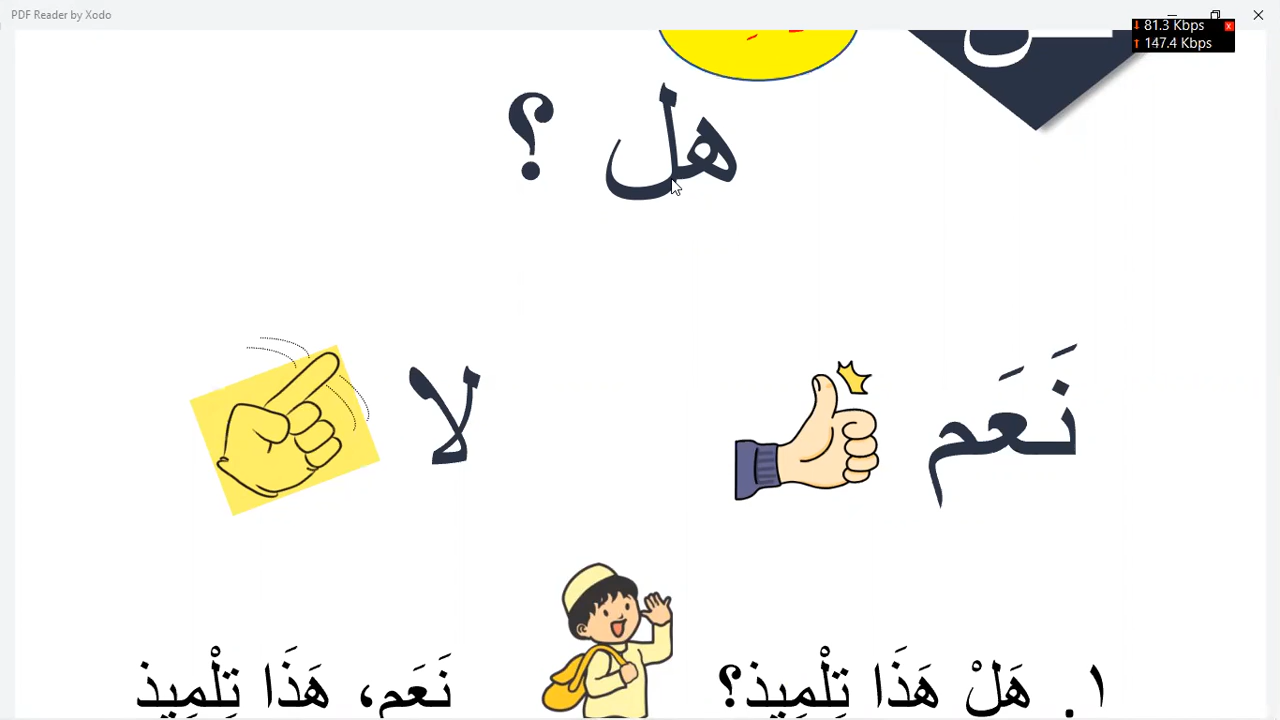 PDF Reader by Xodo
81.3 Kbps
147.4 Kbps
هل ؟
نَعَم
لا
١. هَلْ هَذَا تِلْمِيذ؟
نَعَم، هَذَا تِلْمِيذ